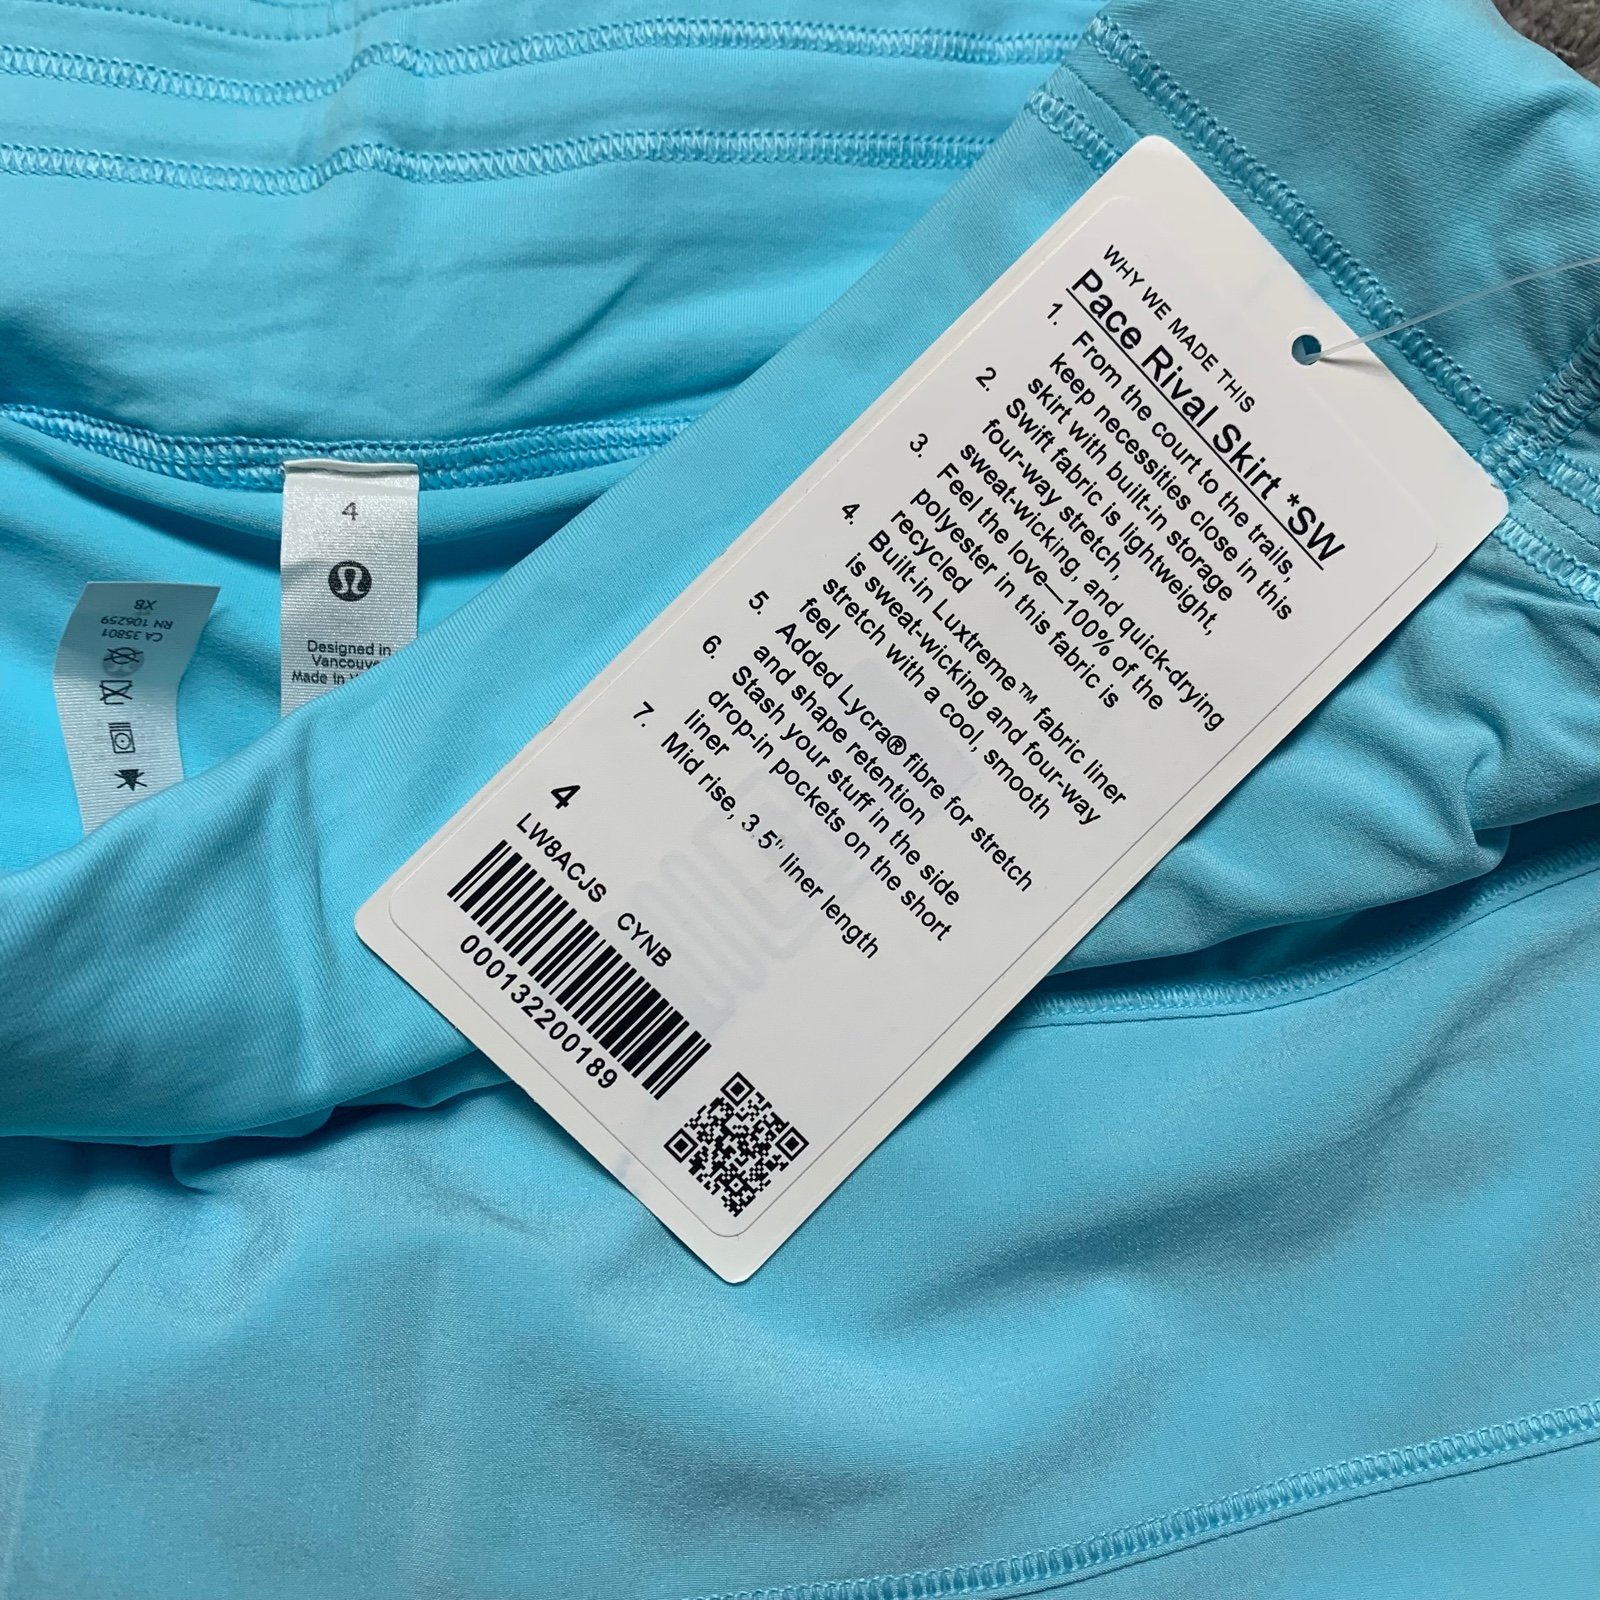 WHY WE MADE THIS
Pace Rival Skirt *SW
1. From the court to the trails,
keep necessities close in this
skirt with built-in storage
2. Swift fabric is lightweight,
four-way stretch,
sweat-wicking, and quick-drying
3. Feel the love—100% of the
polyester in this fabric is
recycled
4. Built-in Luxtreme™ fabric liner
is sweat-wicking and four-way
stretch with a cool, smooth
feel
5. Added Lycra® fibre for stretch
and shape retention
6. Stash your stuff in the side
drop-in pockets on the short
liner
7. Mid rise, 3.5" liner length
4
LW8ACJS CYNB
0001322001 89
4
Designed in
Made in
XB
RN 106259
CA 35801